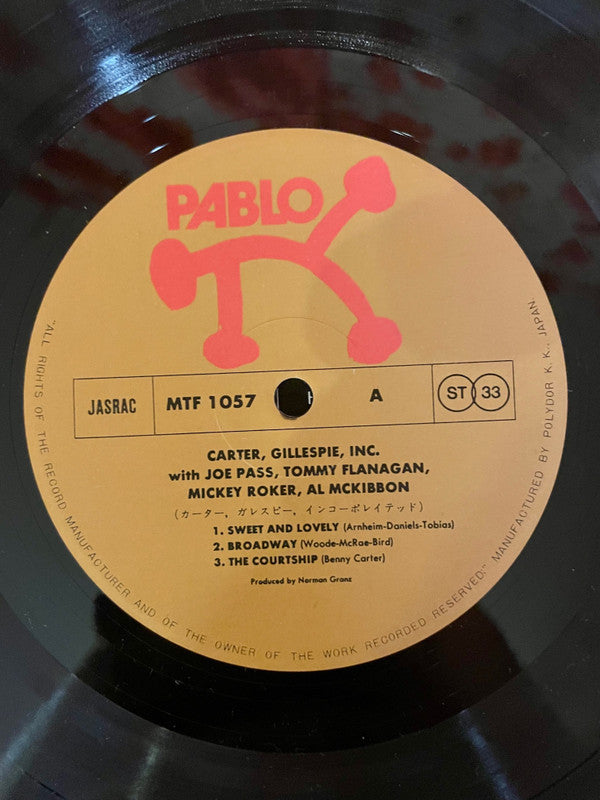 PABLO
JASRAC
MTF 1057
A
ST 33
CARTER, GILLESPIE, INC.
with JOE PASS, TOMMY FLANAGAN,
MICKEY ROKER, AL MCKIBBON
(カーター, ガレスピー, インコーポレイテッド)
1. SWEET AND LOVELY (Arnheim-Daniels-Tobias)
2. BROADWAY (Woode-McRae-Bird)
3. THE COURTSHIP (Benny Carter)
Produced by Norman Granz
"ALL RIGHTS OF THE RECORD MANUFACTURER AND OF THE OWNER OF THE WORK RECORDED RESERVED." MANUFACTURED BY POLYDOR K.K., JAPAN